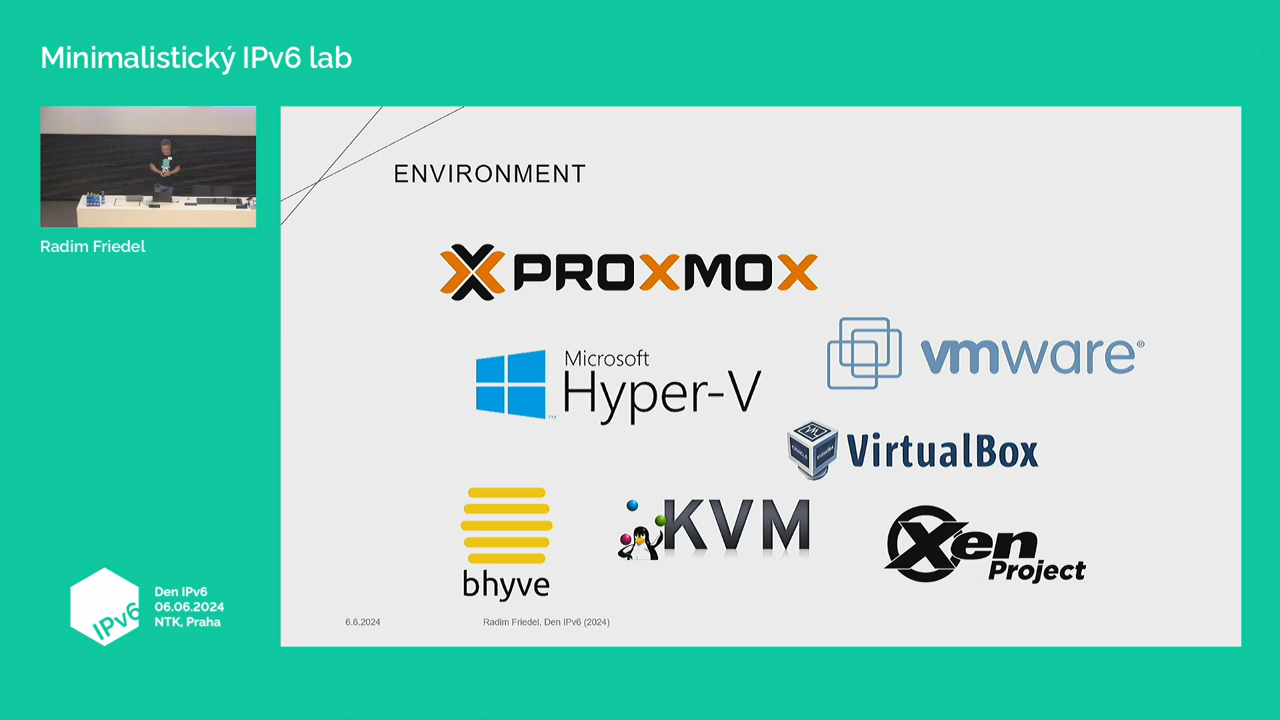 Minimalistický IPv6 lab
Radim Friedel
ENVIRONMENT
PROXMOX
vmware®
Microsoft
Hyper-V
™
VirtualBox
KVM
Xen
Project
bhyve
6.6.2024
Radim Friedel, Den IPv6 (2024)
IPv6
Den IPv6
06.06.2024
NTK, Praha